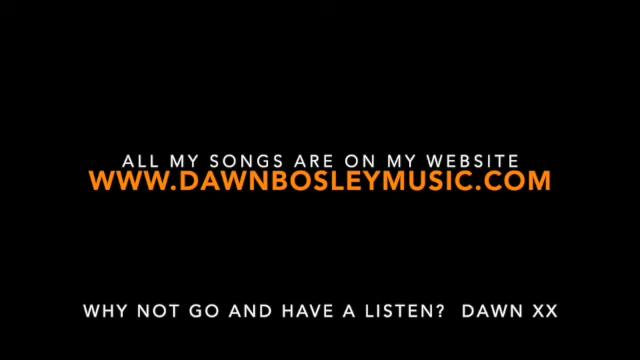 ALL MY SONGS ARE ON MY WEBSITE
WWW.DAWNBOSLEYMUSIC.COM
WHY NOT GO AND HAVE A LISTEN? DAWN XX